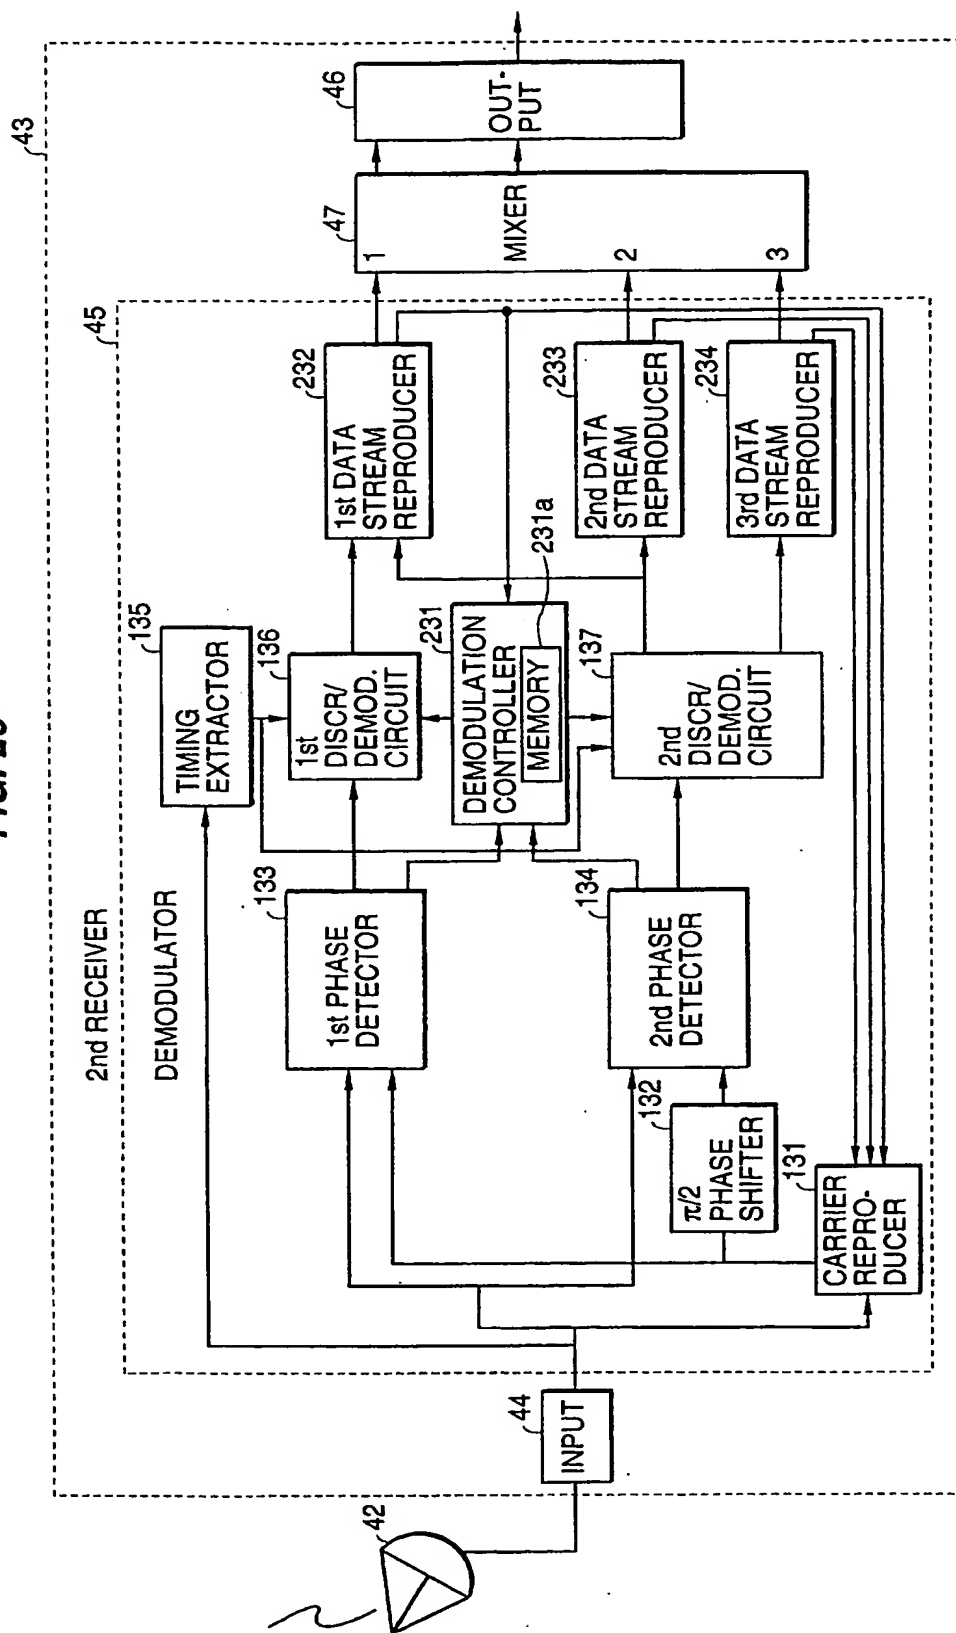 43
2nd RECEIVER
45
DEMODULATOR
135
TIMING
EXTRACTOR
42
44
INPUT
133
1st PHASE
DETECTOR
136
1st
DISCR/
DEMOD.
CIRCUIT
232
1st DATA
STREAM
REPRODUCER
47
1
MIXER
2
3
46
OUT-
PUT
231
DEMODULATION
CONTROLLER
MEMORY
231a
134
2nd PHASE
DETECTOR
137
2nd DISCR/
DEMOD.
CIRCUIT
233
2nd DATA
STREAM
REPRODUCER
234
3rd DATA
STREAM
REPRODUCER
132
π/2
PHASE
SHIFTER
131
CARRIER
REPRO-
DUCER